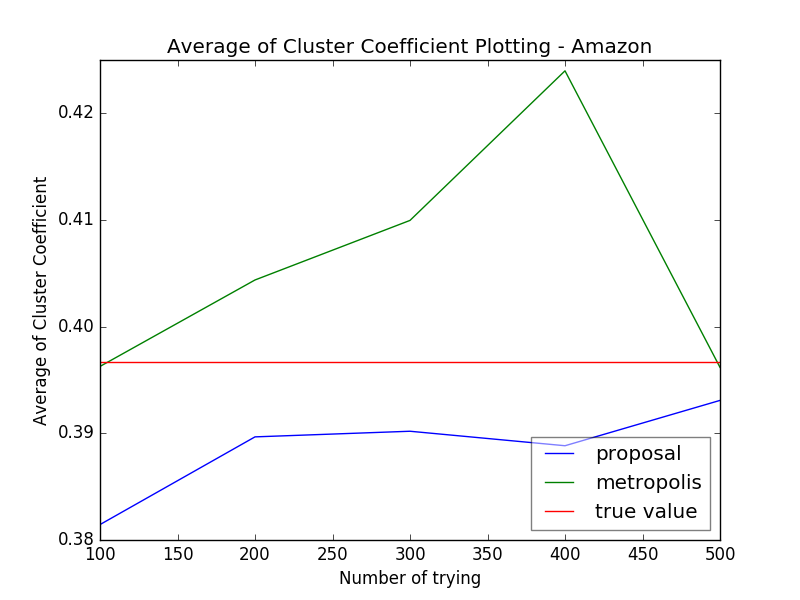 Average of Cluster Coefficient Plotting - Amazon
Average of Cluster Coefficient
0.42
0.41
0.40
0.39
0.38
proposal
metropolis
true value
100 150 200 250 300 350 400 450 500
Number of trying